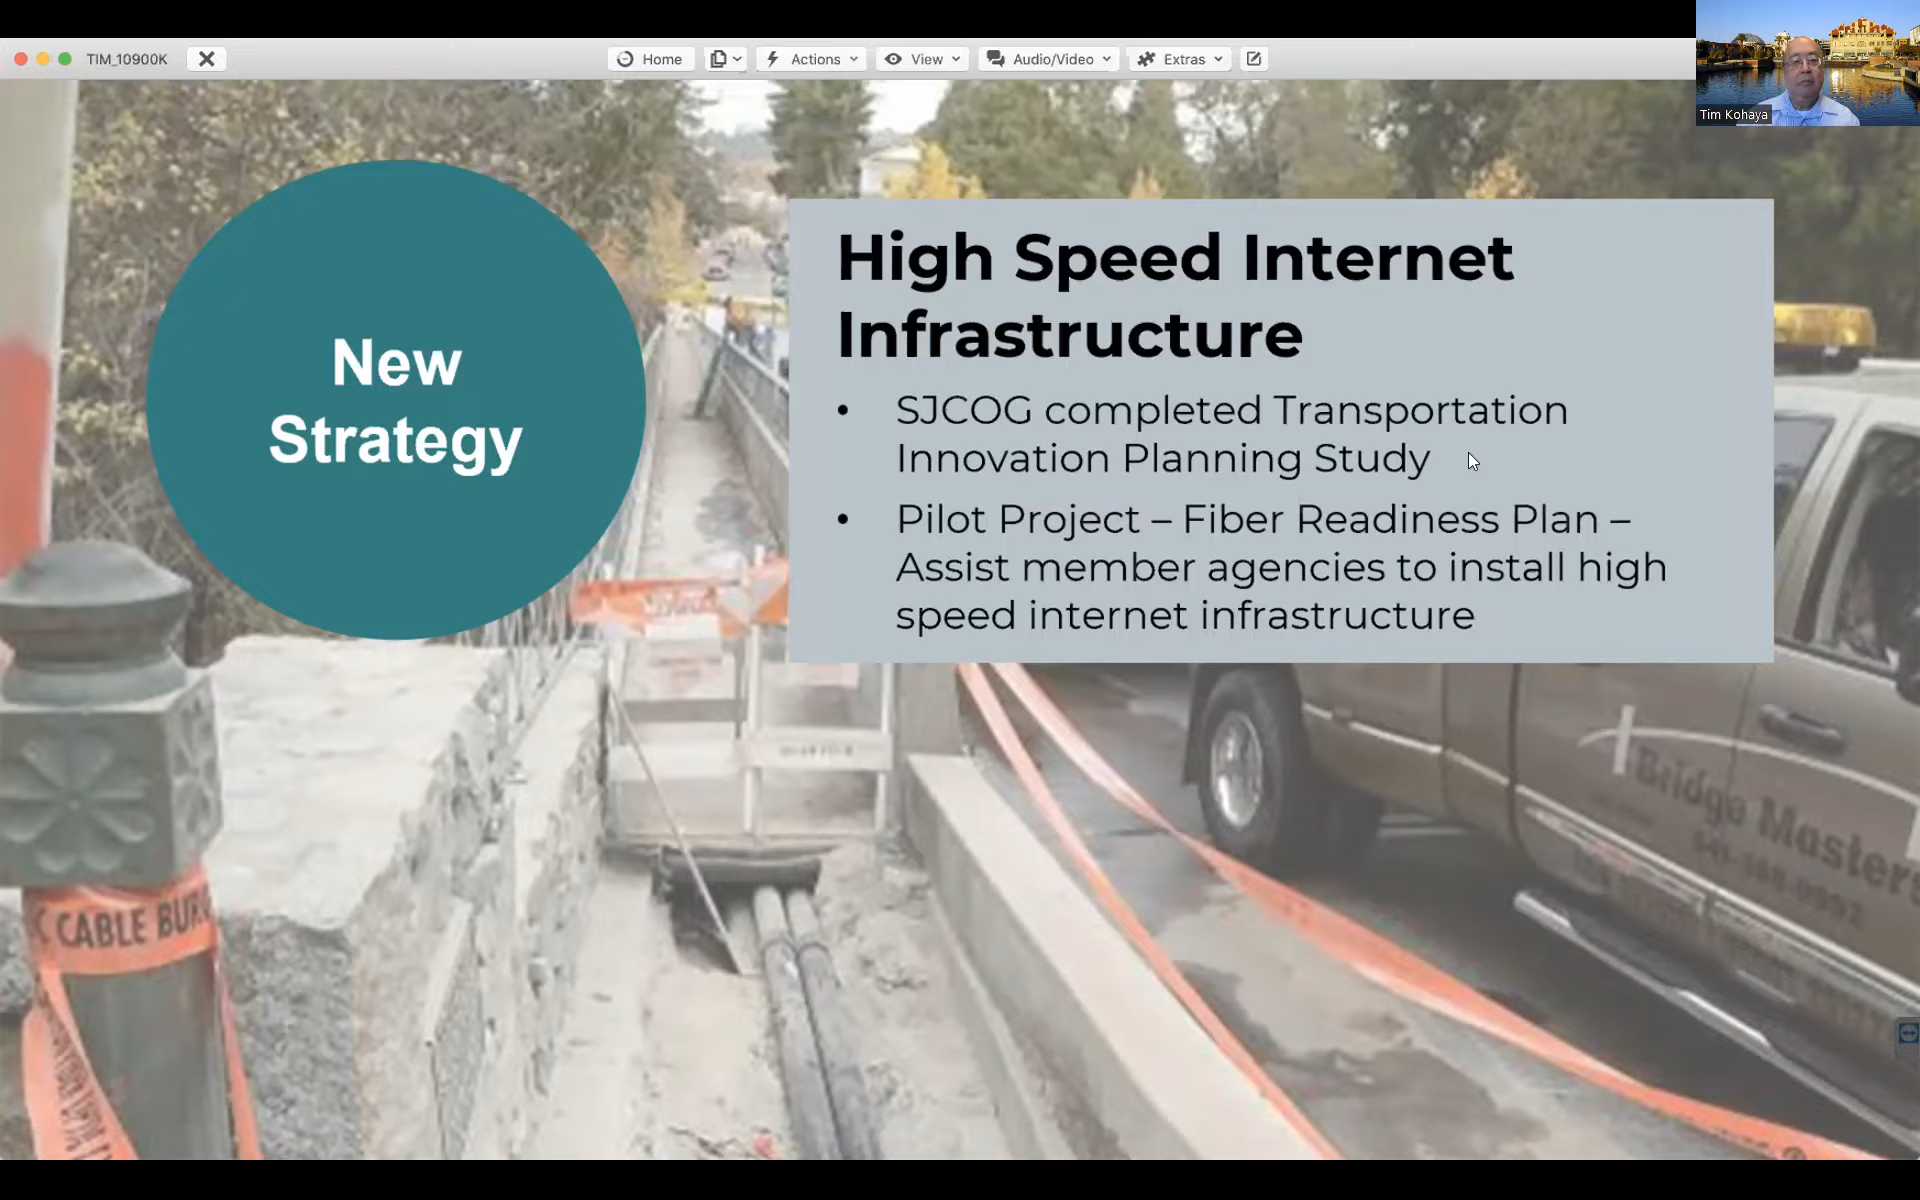 TIM_10900K
Home
Actions
View
Audio/Video
Extras
Tim Kohaya
New
Strategy
High Speed Internet
Infrastructure
• SJCOG completed Transportation
Innovation Planning Study
• Pilot Project – Fiber Readiness Plan –
Assist member agencies to install high
speed internet infrastructure
Bridge Masters
CABLE BUR